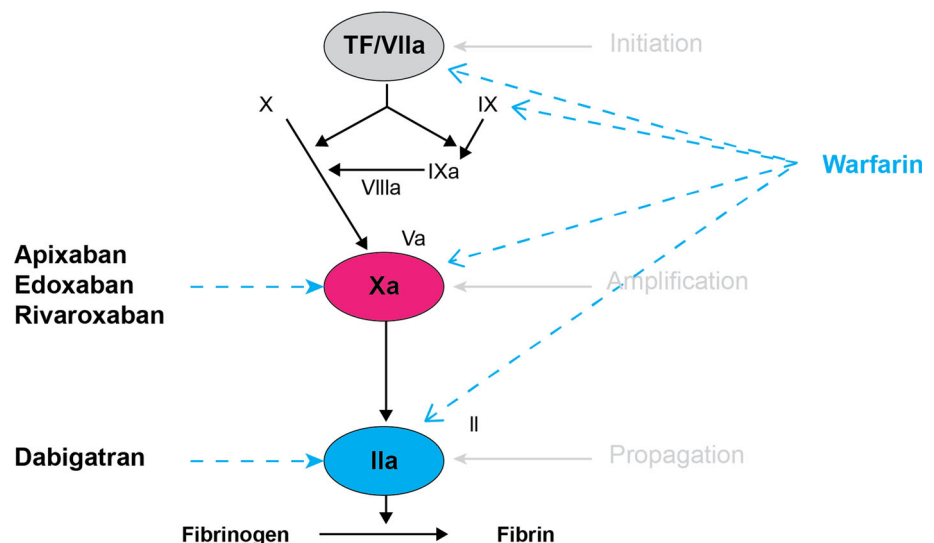 TF/VIIa
Initiation
X
IX
VIIIa
IXa
Warfarin
Va
Apixaban
Edoxaban
Rivaroxaban
Xa
Amplification
II
Dabigatran
IIa
Propagation
Fibrinogen
Fibrin